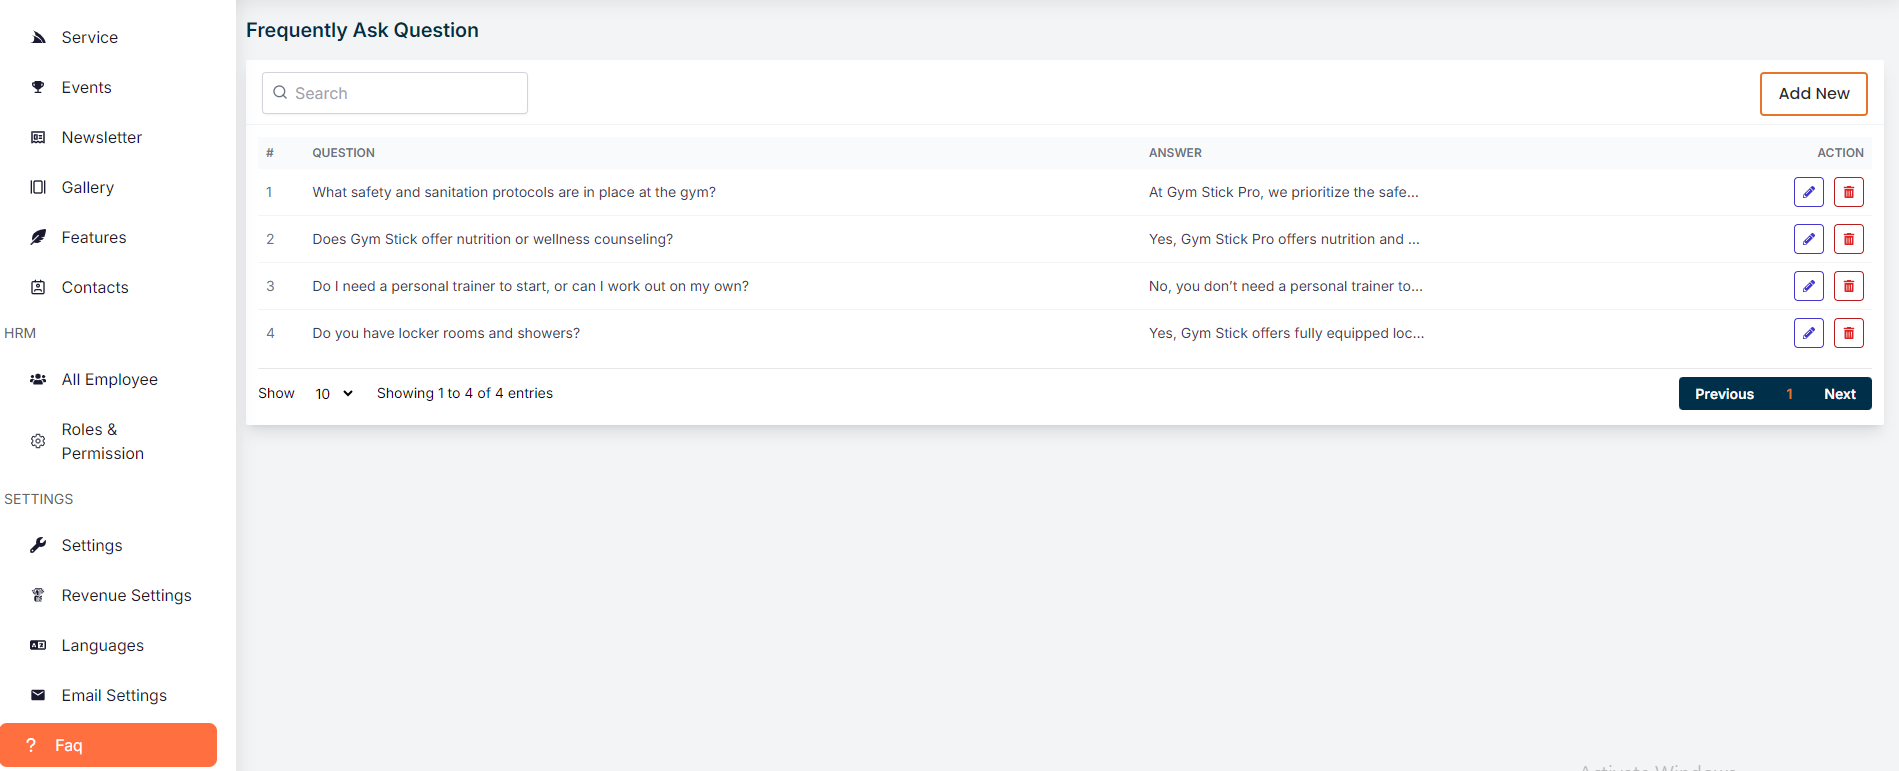 Service
Events
Newsletter
Gallery
Features
Contacts
HRM
All Employee
Roles &
Permission
SETTINGS
Settings
Revenue Settings
Languages
Email Settings
? Faq
Frequently Ask Question
Search
Add New
# QUESTION ANSWER ACTION
1 What safety and sanitation protocols are in place at the gym? At Gym Stick Pro, we prioritize the safe...
2 Does Gym Stick offer nutrition or wellness counseling? Yes, Gym Stick Pro offers nutrition and ...
3 Do I need a personal trainer to start, or can I work out on my own? No, you don’t need a personal trainer to...
4 Do you have locker rooms and showers? Yes, Gym Stick offers fully equipped loc...
Show 10 Showing 1 to 4 of 4 entries
Previous 1 Next
Activate Windows